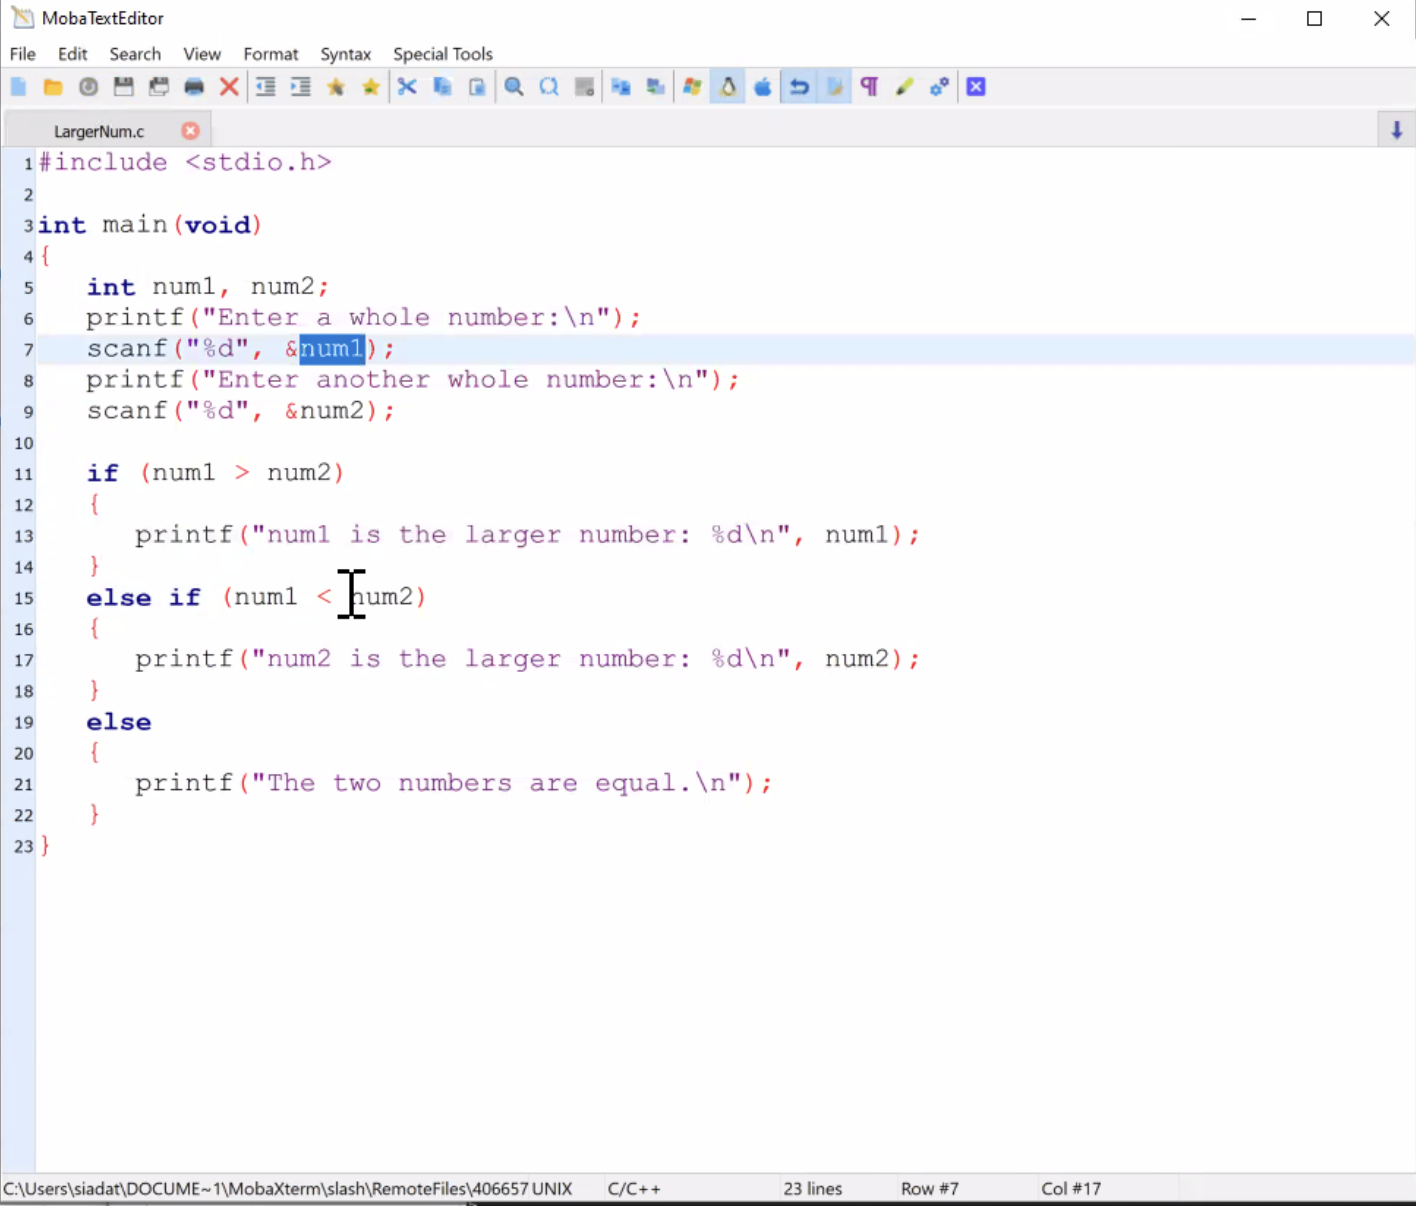 MobaTextEditor
File Edit Search View Format Syntax Special Tools
LargerNum.c
1 #include <stdio.h>
2
3 int main(void)
4 {
5    int num1, num2;
6    printf("Enter a whole number:\n");
7    scanf("%d", &num1);
8    printf("Enter another whole number:\n");
9    scanf("%d", &num2);
10
11    if (num1 > num2)
12    {
13       printf("num1 is the larger number: %d\n", num1);
14    }
15    else if (num1 < num2)
16    {
17       printf("num2 is the larger number: %d\n", num2);
18    }
19    else
20    {
21       printf("The two numbers are equal.\n");
22    }
23 }
C:\Users\siadat\DOCUME~1\MobaXterm\slash\RemoteFiles\406657 UNIX C/C++ 23 lines Row #7 Col #17